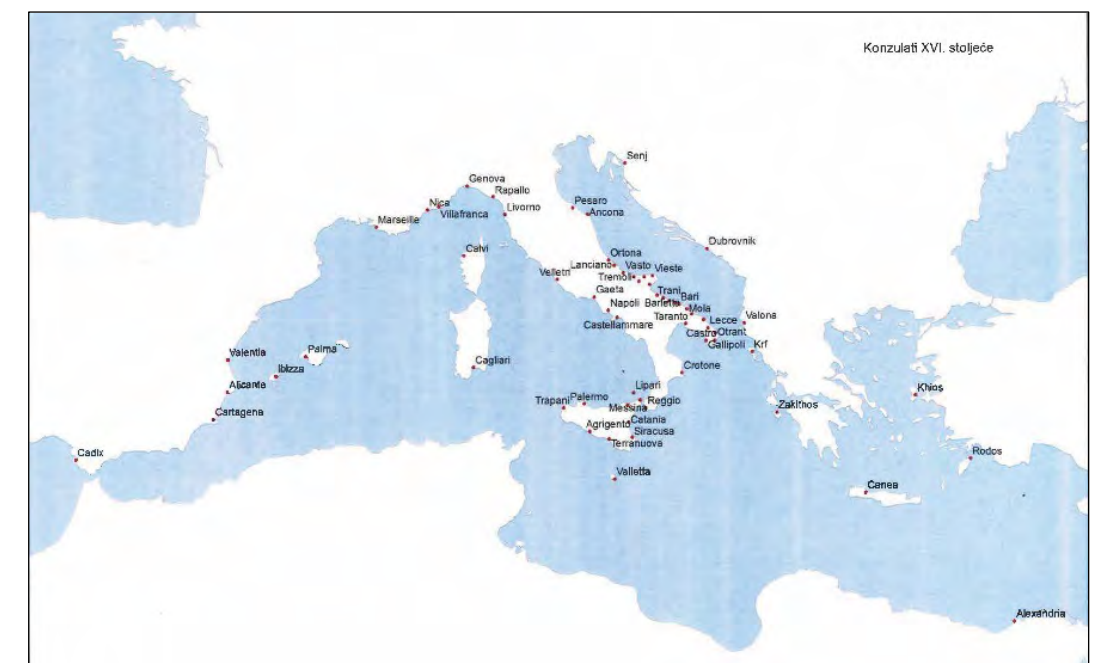 Konzulati XVI. stoljeće
Senj
Genova
Rapallo
Nica
Villafranca
Livorno
Pesaro
Ancona
Marseille
Dubrovnik
Calvi
Ortona
Lanciano
Vasto
Vieste
Velletri
Tremoli
Gaeta
Trani
Barletta
Bari
Napoli
Mola
Castellammare
Taranto
Lecce
Valona
Castro
Otrant
Gallipoli
Krf
Valentia
Palma
Ibizza
Cagliari
Crotone
Alicante
Khios
Lipari
Trapani
Palermo
Messina
Reggio
Zakithos
Cartagena
Agrigento
Catania
Siracusa
Terranuova
Cadix
Rodos
Valletta
Canea
Alexandria